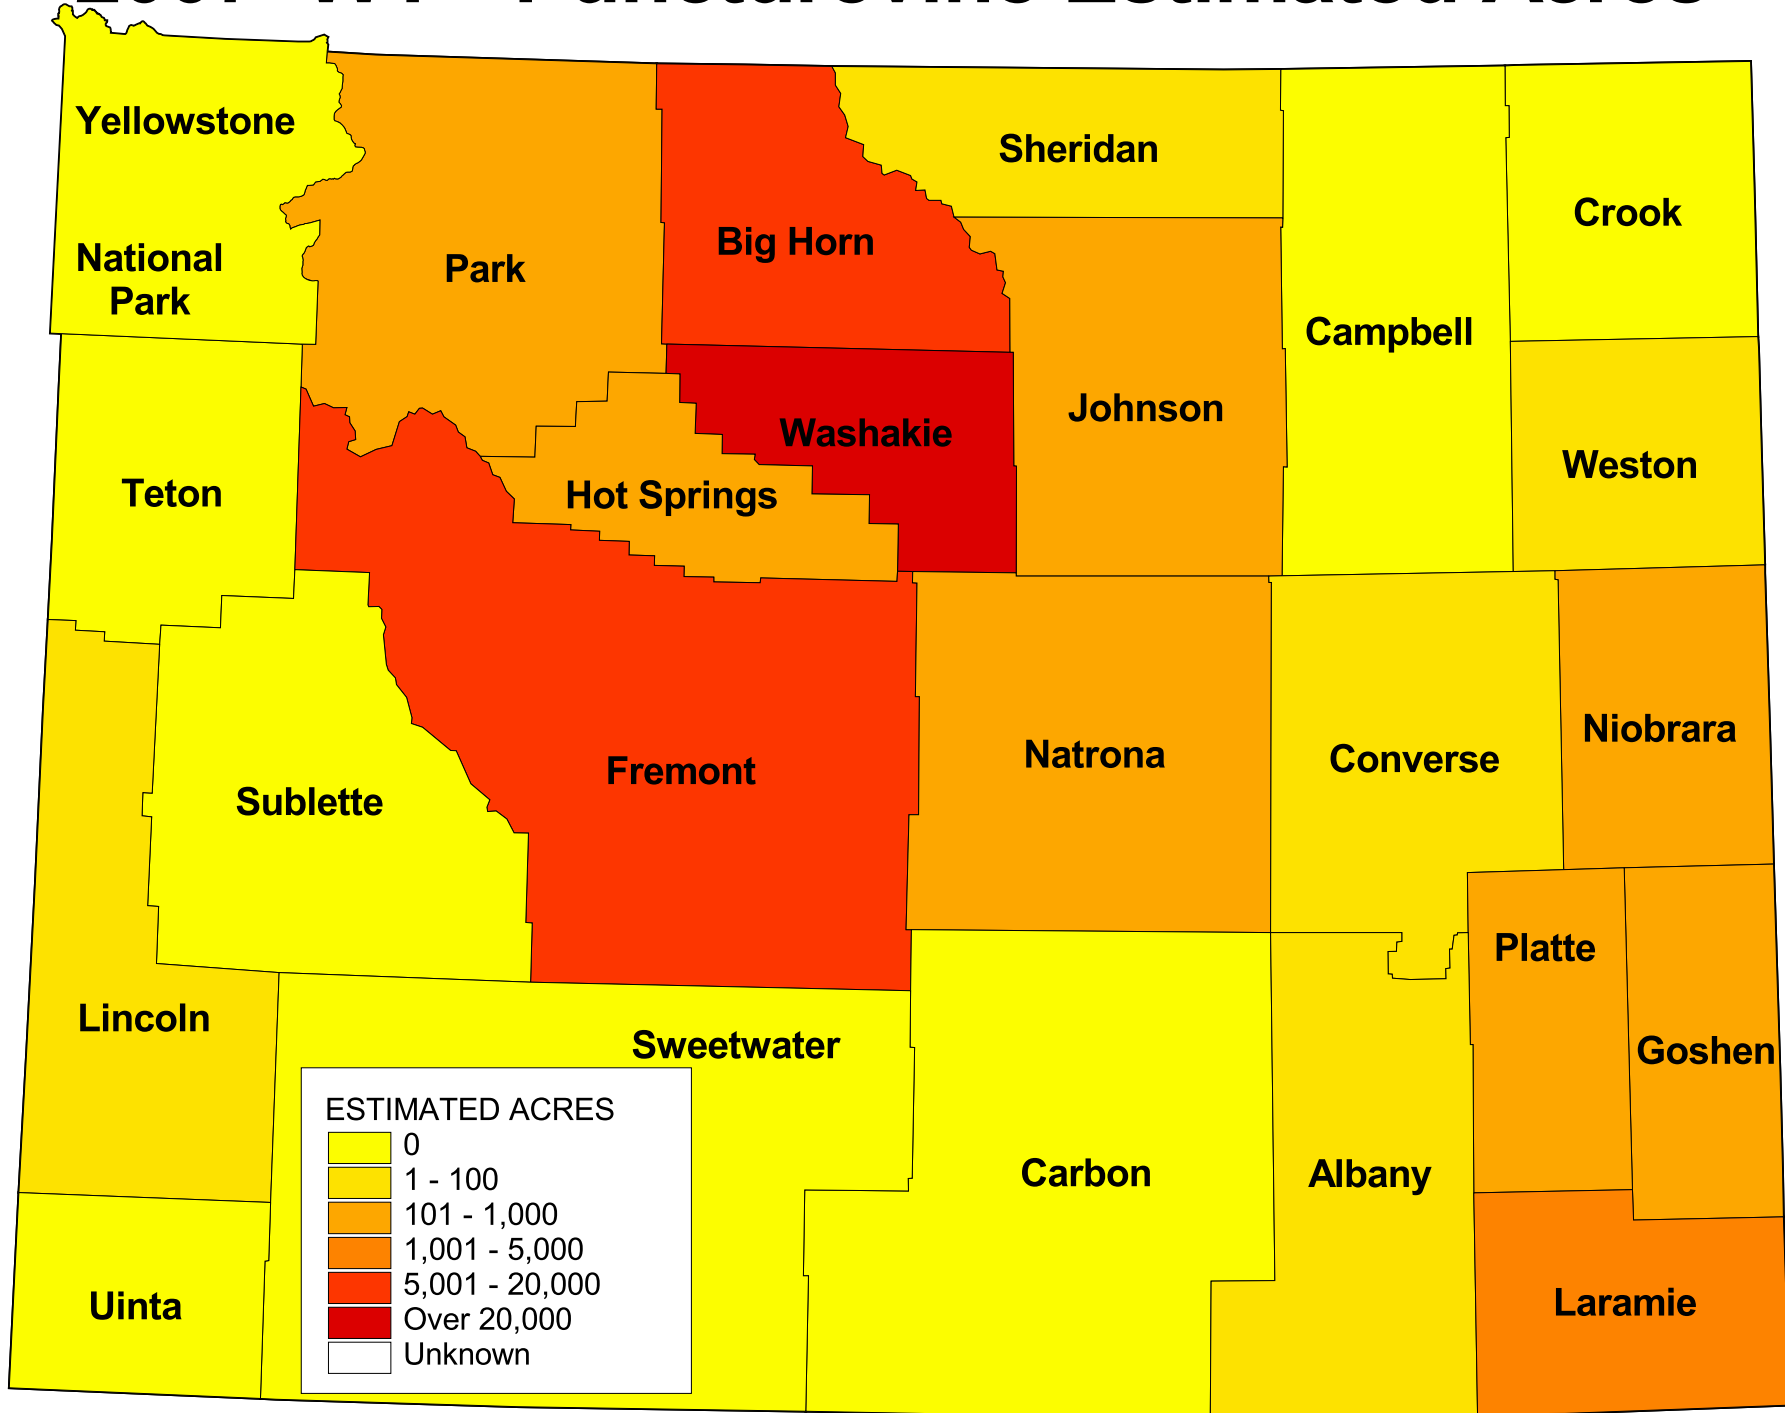 Estimated Acres
Yellowstone
National
Park
Park
Big Horn
Sheridan
Crook
Campbell
Johnson
Washakie
Weston
Teton
Hot Springs
Niobrara
Natrona
Converse
Fremont
Sublette
Platte
Lincoln
Sweetwater
Goshen
Carbon
Albany
Uinta
Laramie
ESTIMATED ACRES
0
1 - 100
101 - 1,000
1,001 - 5,000
5,001 - 20,000
Over 20,000
Unknown